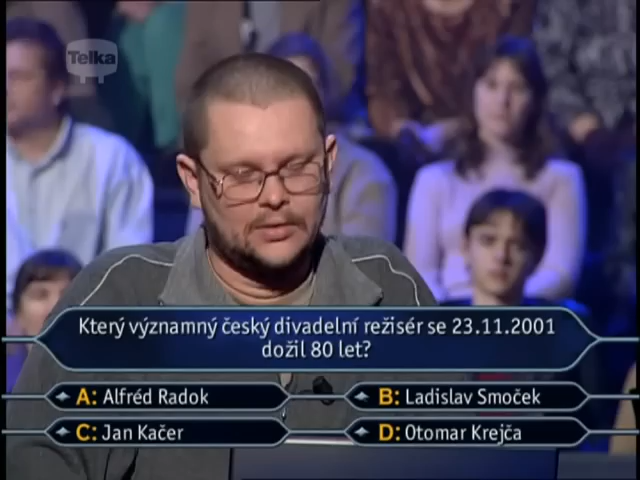 Telka
Který významný český divadelní režisér se 23.11.2001
dožil 80 let?
A: Alfréd Radok
B: Ladislav Smoček
C: Jan Kačer
D: Otomar Krejča